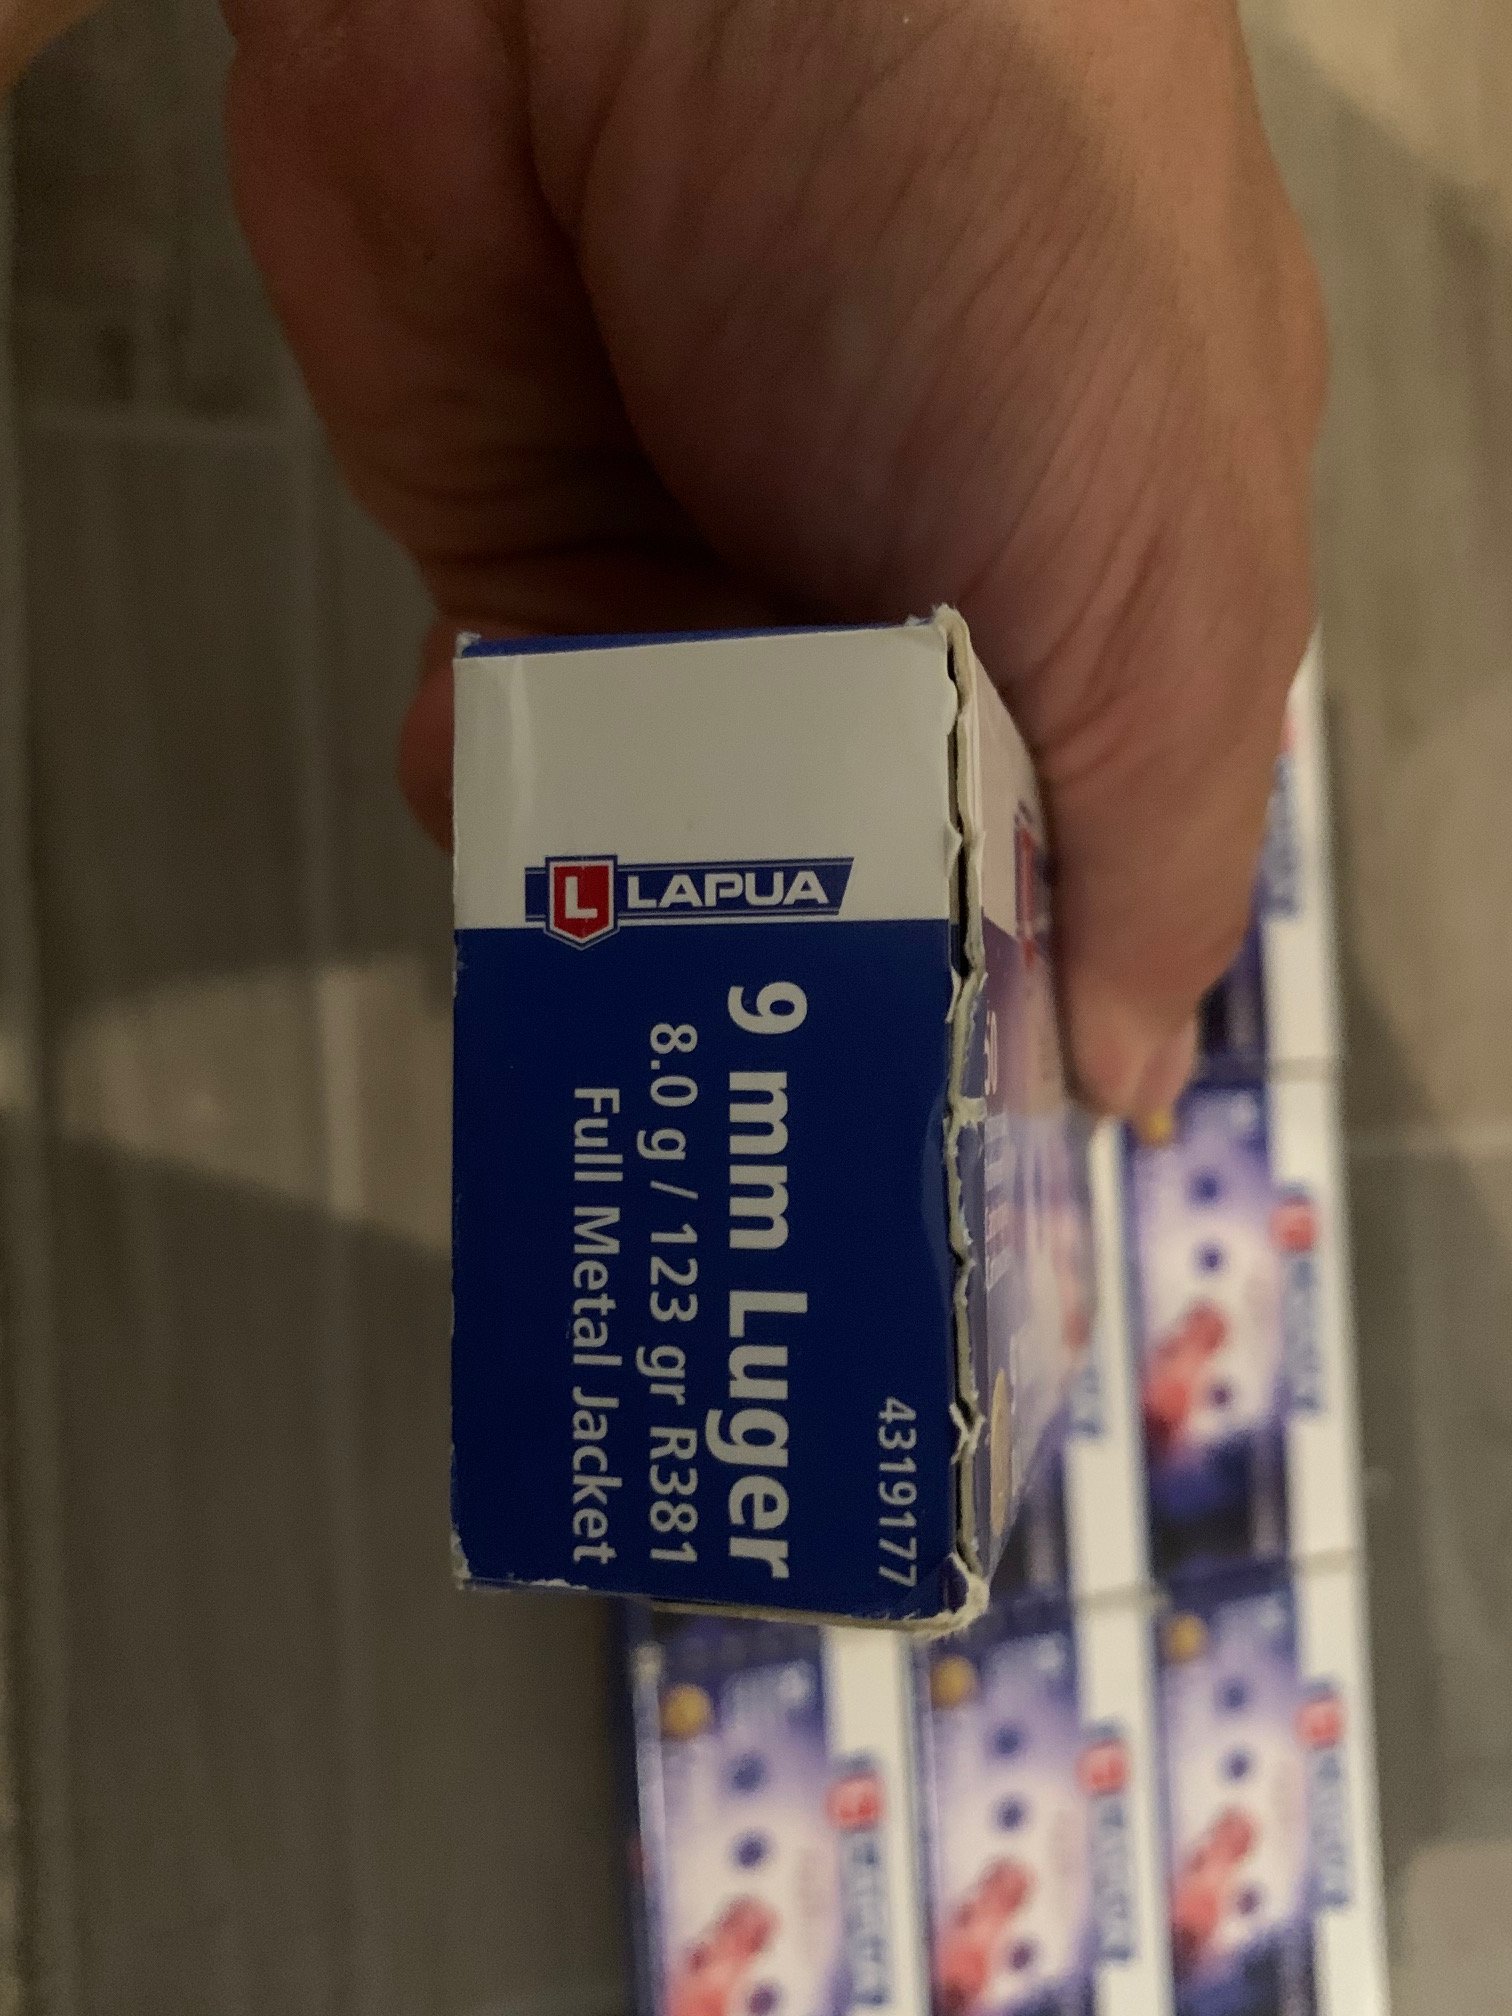 L LAPUA
4319177
9 mm Luger
8.0 g / 123 gr R381
Full Metal Jacket